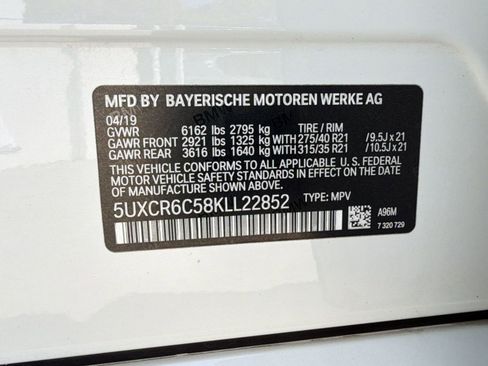 MFD BY BAYERISCHE MOTOREN WERKE AG
04/19
GVWR 6162 lbs 2795 kg TIRE / RIM
GAWR FRONT 2921 lbs 1325 kg WITH 275/40 R21 / 9.5J x 21
GAWR REAR 3616 lbs 1640 kg WITH 315/35 R21 / 10.5J x 21
THIS VEHICLE CONFORMS TO ALL APPLICABLE U.S. FEDERAL
MOTOR VEHICLE SAFETY STANDARDS IN EFFECT ON THE DATE OF
MANUFACTURE SHOWN ABOVE.
5UXCR6C58KLL22852 TYPE: MPV
A96M
7 320 729